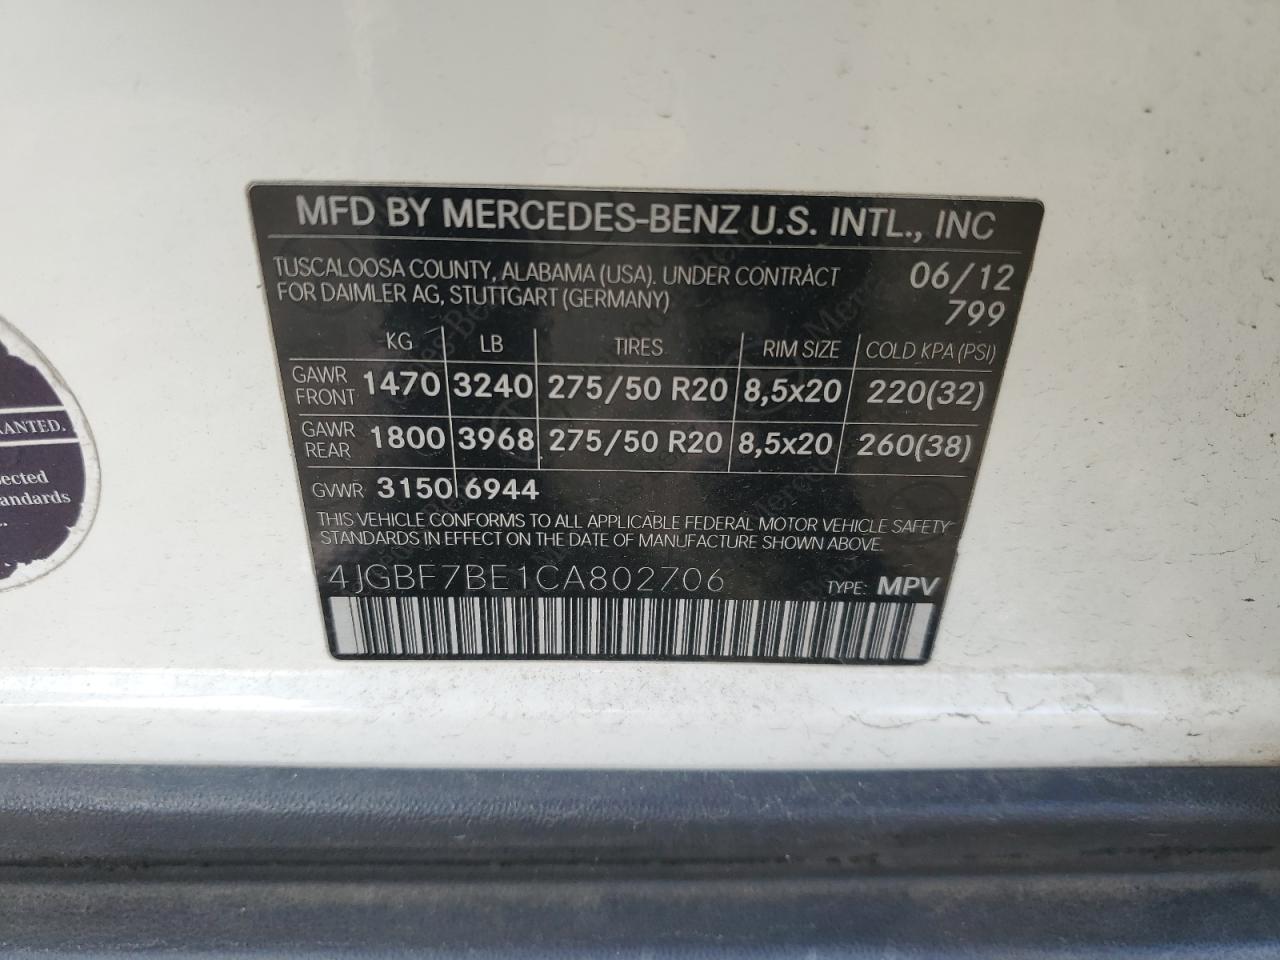 MFD BY MERCEDES-BENZ U.S. INTL., INC
TUSCALOOSA COUNTY, ALABAMA (USA). UNDER CONTRACT 06/12
FOR DAIMLER AG, STUTTGART (GERMANY) 799
KG LB TIRES RIM SIZE COLD KPA (PSI)
GAWR FRONT 1470 3240 275/50 R20 8,5x20 220(32)
GAWR REAR 1800 3968 275/50 R20 8,5x20 260(38)
GVWR 3150 6944
THIS VEHICLE CONFORMS TO ALL APPLICABLE FEDERAL MOTOR VEHICLE SAFETY
STANDARDS IN EFFECT ON THE DATE OF MANUFACTURE SHOWN ABOVE.
4JGBF7BE1CA802706 TYPE: MPV